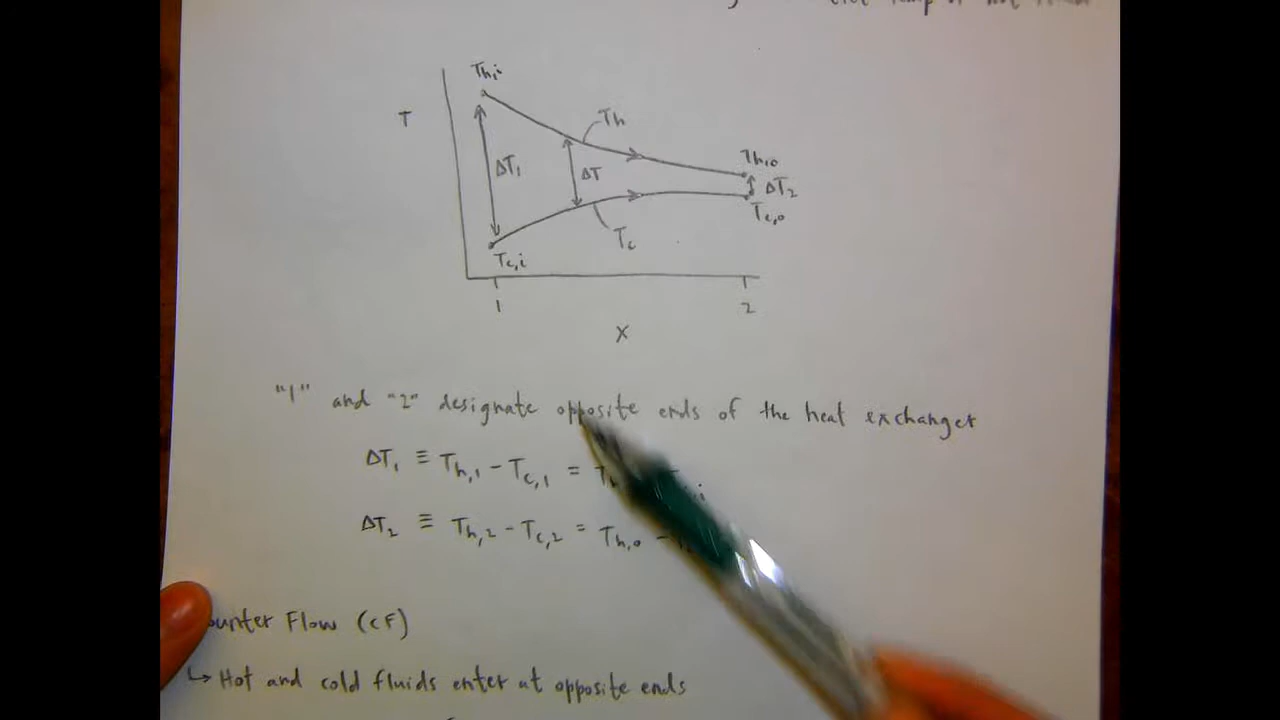 Th,i
T
Th
ΔT1
ΔT
Th,o
ΔT2
Tc,o
Tc
Tc,i
1
2
X
"1" and "2" designate opposite ends of the heat exchanger
ΔT1 ≡ Th,1 - Tc,1 =
ΔT2 ≡ Th,2 - Tc,2 = Th,o -
ounter Flow (CF)
↳ Hot and cold fluids enter at opposite ends